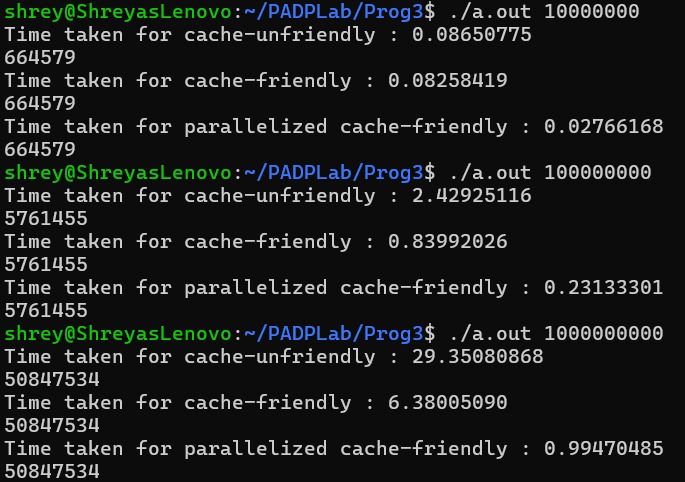 shrey@ShreyasLenovo:~/PADPLab/Prog3$ ./a.out 10000000
Time taken for cache-unfriendly : 0.08650775
664579
Time taken for cache-friendly : 0.08258419
664579
Time taken for parallelized cache-friendly : 0.02766168
664579
shrey@ShreyasLenovo:~/PADPLab/Prog3$ ./a.out 100000000
Time taken for cache-unfriendly : 2.42925116
5761455
Time taken for cache-friendly : 0.83992026
5761455
Time taken for parallelized cache-friendly : 0.23133301
5761455
shrey@ShreyasLenovo:~/PADPLab/Prog3$ ./a.out 1000000000
Time taken for cache-unfriendly : 29.35080868
50847534
Time taken for cache-friendly : 6.38005090
50847534
Time taken for parallelized cache-friendly : 0.99470485
50847534